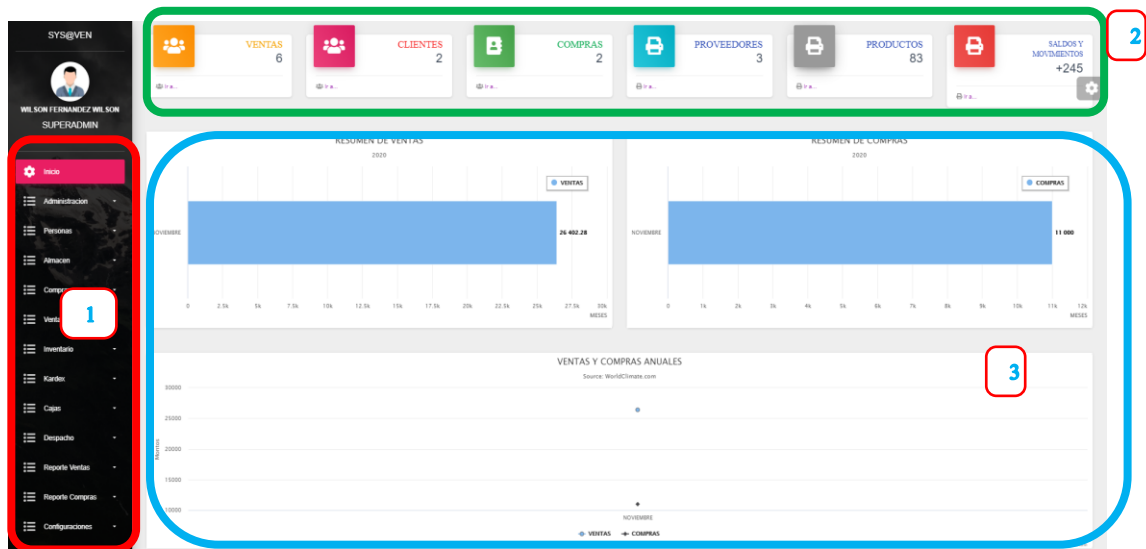 SYS@VEN
WILSON FERNANDEZ WILSON
SUPERADMIN
Inicio
Administracion
Personas
Almacen
Inventario
Kardex
Cajas
Despacho
Reporte Ventas
Reporte Compras
Configuraciones
1
VENTAS
6
Ir a...
CLIENTES
2
Ir a...
COMPRAS
2
Ir a...
PROVEEDORES
3
Ir a...
PRODUCTOS
83
Ir a...
SALDOS Y
MOVIMIENTOS
+245
Ir a...
2
RESUMEN DE VENTAS
2020
VENTAS
NOVIEMBRE
26 402.28
0 2.5k 5k 7.5k 10k 12.5k 15k 17.5k 20k 22.5k 25k 27.5k 30k
MESES
RESUMEN DE COMPRAS
2020
COMPRAS
NOVIEMBRE
11 000
0 1k 2k 3k 4k 5k 6k 7k 8k 9k 10k 11k 12k
MESES
VENTAS Y COMPRAS ANUALES
Source: WorldClimate.com
3
30000
25000
20000
15000
10000
Montos
NOVIEMBRE
VENTAS COMPRAS